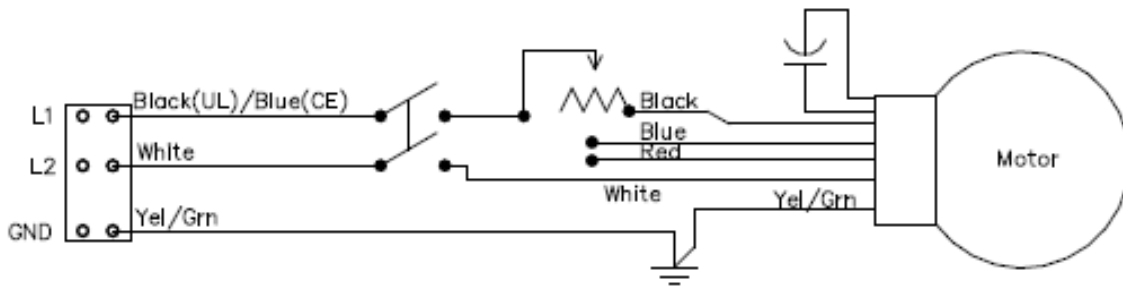 L1
Black(UL)/Blue(CE)
Black
Blue
L2
White
Red
Motor
White
Yel/Grn
GND
Yel/Grn